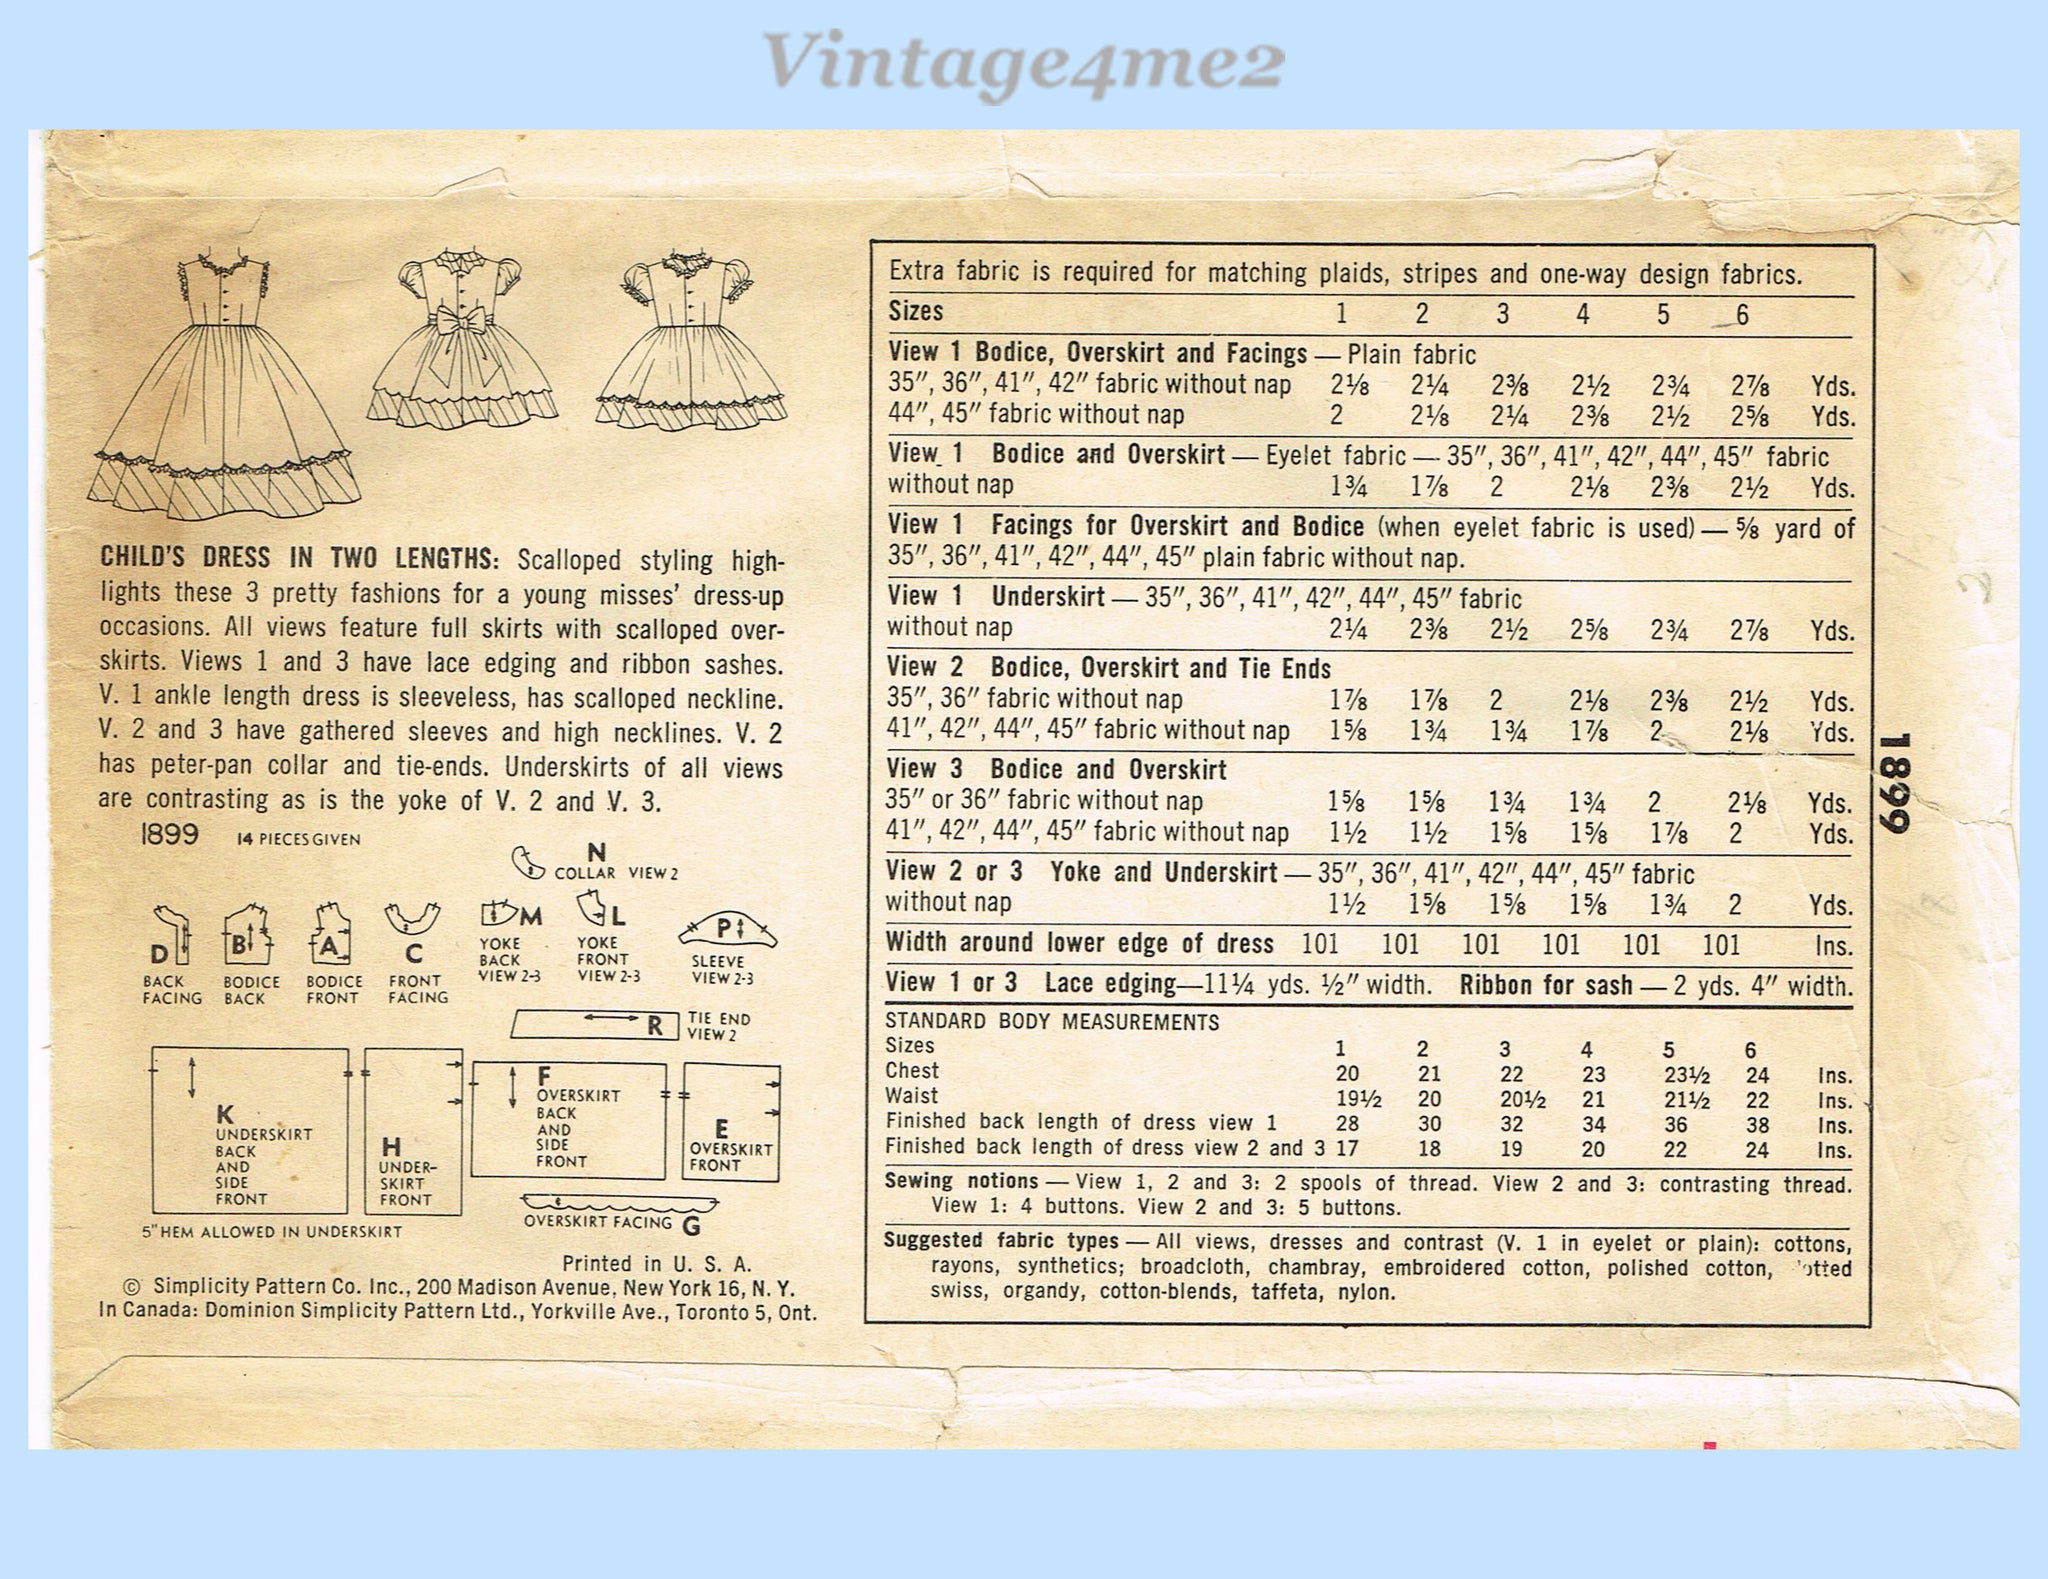 Vintage4me2
CHILD'S DRESS IN TWO LENGTHS: Scalloped styling high-
lights these 3 pretty fashions for a young misses' dress-up
occasions. All views feature full skirts with scalloped over-
skirts. Views 1 and 3 have lace edging and ribbon sashes.
V. 1 ankle length dress is sleeveless, has scalloped neckline.
V. 2 and 3 have gathered sleeves and high necklines. V. 2
has peter-pan collar and tie-ends. Underskirts of all views
are contrasting as is the yoke of V. 2 and V. 3.
1899 14 PIECES GIVEN
N
COLLAR VIEW 2
D
BACK
FACING
B
BODICE
BACK
A
BODICE
FRONT
C
FRONT
FACING
M
YOKE
BACK
VIEW 2-3
L
YOKE
FRONT
VIEW 2-3
P
SLEEVE
VIEW 2-3
R
TIE END
VIEW 2
K
UNDERSKIRT
BACK
AND
SIDE
FRONT
H
UNDER-
SKIRT
FRONT
F
OVERSKIRT
BACK
AND
SIDE
FRONT
E
OVERSKIRT
FRONT
OVERSKIRT FACING G
5" HEM ALLOWED IN UNDERSKIRT
Printed in U. S. A.
© Simplicity Pattern Co. Inc., 200 Madison Avenue, New York 16, N. Y.
In Canada: Dominion Simplicity Pattern Ltd., Yorkville Ave., Toronto 5, Ont.
Extra fabric is required for matching plaids, stripes and one-way design fabrics.
Sizes 1 2 3 4 5 6
View 1 Bodice, Overskirt and Facings — Plain fabric
35", 36", 41", 42" fabric without nap 2⅛ 2¼ 2⅜ 2½ 2¾ 2⅞ Yds.
44", 45" fabric without nap 2 2⅛ 2¼ 2⅜ 2½ 2⅝ Yds.
View 1 Bodice and Overskirt — Eyelet fabric — 35", 36", 41", 42", 44", 45" fabric
without nap 1¾ 1⅞ 2 2⅛ 2⅜ 2½ Yds.
View 1 Facings for Overskirt and Bodice (when eyelet fabric is used) — ⅝ yard of
35", 36", 41", 42", 44", 45" plain fabric without nap.
View 1 Underskirt — 35", 36", 41", 42", 44", 45" fabric
without nap 2¼ 2⅜ 2½ 2⅝ 2¾ 2⅞ Yds.
View 2 Bodice, Overskirt and Tie Ends
35", 36" fabric without nap 1⅞ 1⅞ 2 2⅛ 2⅜ 2½ Yds.
41", 42", 44", 45" fabric without nap 1⅝ 1¾ 1¾ 1⅞ 2 2⅛ Yds.
View 3 Bodice and Overskirt
35" or 36" fabric without nap 1⅝ 1⅝ 1¾ 1¾ 2 2⅛ Yds.
41", 42", 44", 45" fabric without nap 1½ 1½ 1⅝ 1⅝ 1⅞ 2 Yds.
View 2 or 3 Yoke and Underskirt — 35", 36", 41", 42", 44", 45" fabric
without nap 1½ 1⅝ 1⅝ 1⅝ 1¾ 2 Yds.
Width around lower edge of dress 101 101 101 101 101 101 Ins.
View 1 or 3 Lace edging—11¼ yds. ½" width. Ribbon for sash — 2 yds. 4" width.
STANDARD BODY MEASUREMENTS
Sizes 1 2 3 4 5 6
Chest 20 21 22 23 23½ 24 Ins.
Waist 19½ 20 20½ 21 21½ 22 Ins.
Finished back length of dress view 1 28 30 32 34 36 38 Ins.
Finished back length of dress view 2 and 3 17 18 19 20 22 24 Ins.
Sewing notions — View 1, 2 and 3: 2 spools of thread. View 2 and 3: contrasting thread.
View 1: 4 buttons. View 2 and 3: 5 buttons.
Suggested fabric types — All views, dresses and contrast (V. 1 in eyelet or plain): cottons,
rayons, synthetics; broadcloth, chambray, embroidered cotton, polished cotton, dotted
swiss, organdy, cotton-blends, taffeta, nylon.
1899